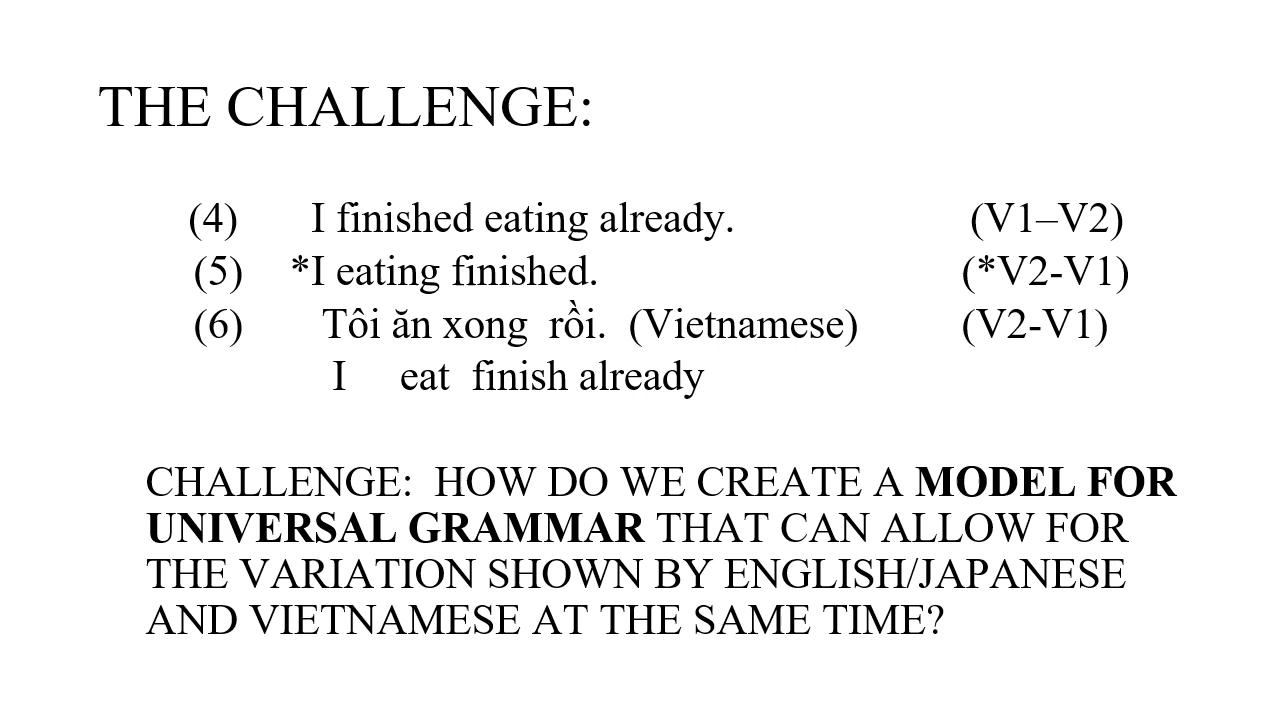 THE CHALLENGE:
(4) I finished eating already. (V1–V2)
(5) *I eating finished. (*V2-V1)
(6) Tôi ăn xong rồi. (Vietnamese) (V2-V1)
I eat finish already
CHALLENGE: HOW DO WE CREATE A MODEL FOR
UNIVERSAL GRAMMAR THAT CAN ALLOW FOR
THE VARIATION SHOWN BY ENGLISH/JAPANESE
AND VIETNAMESE AT THE SAME TIME?